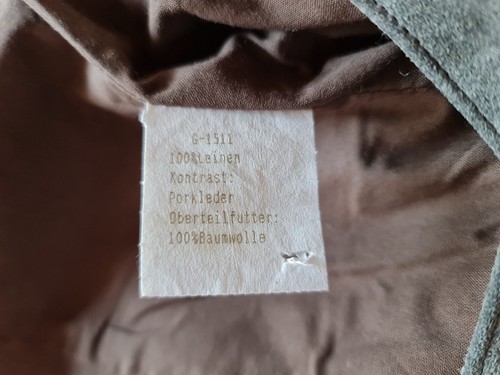 G-1511
100%Leinen
Kontrast:
Porkleder
Oberteilfutter:
100%Baumwolle